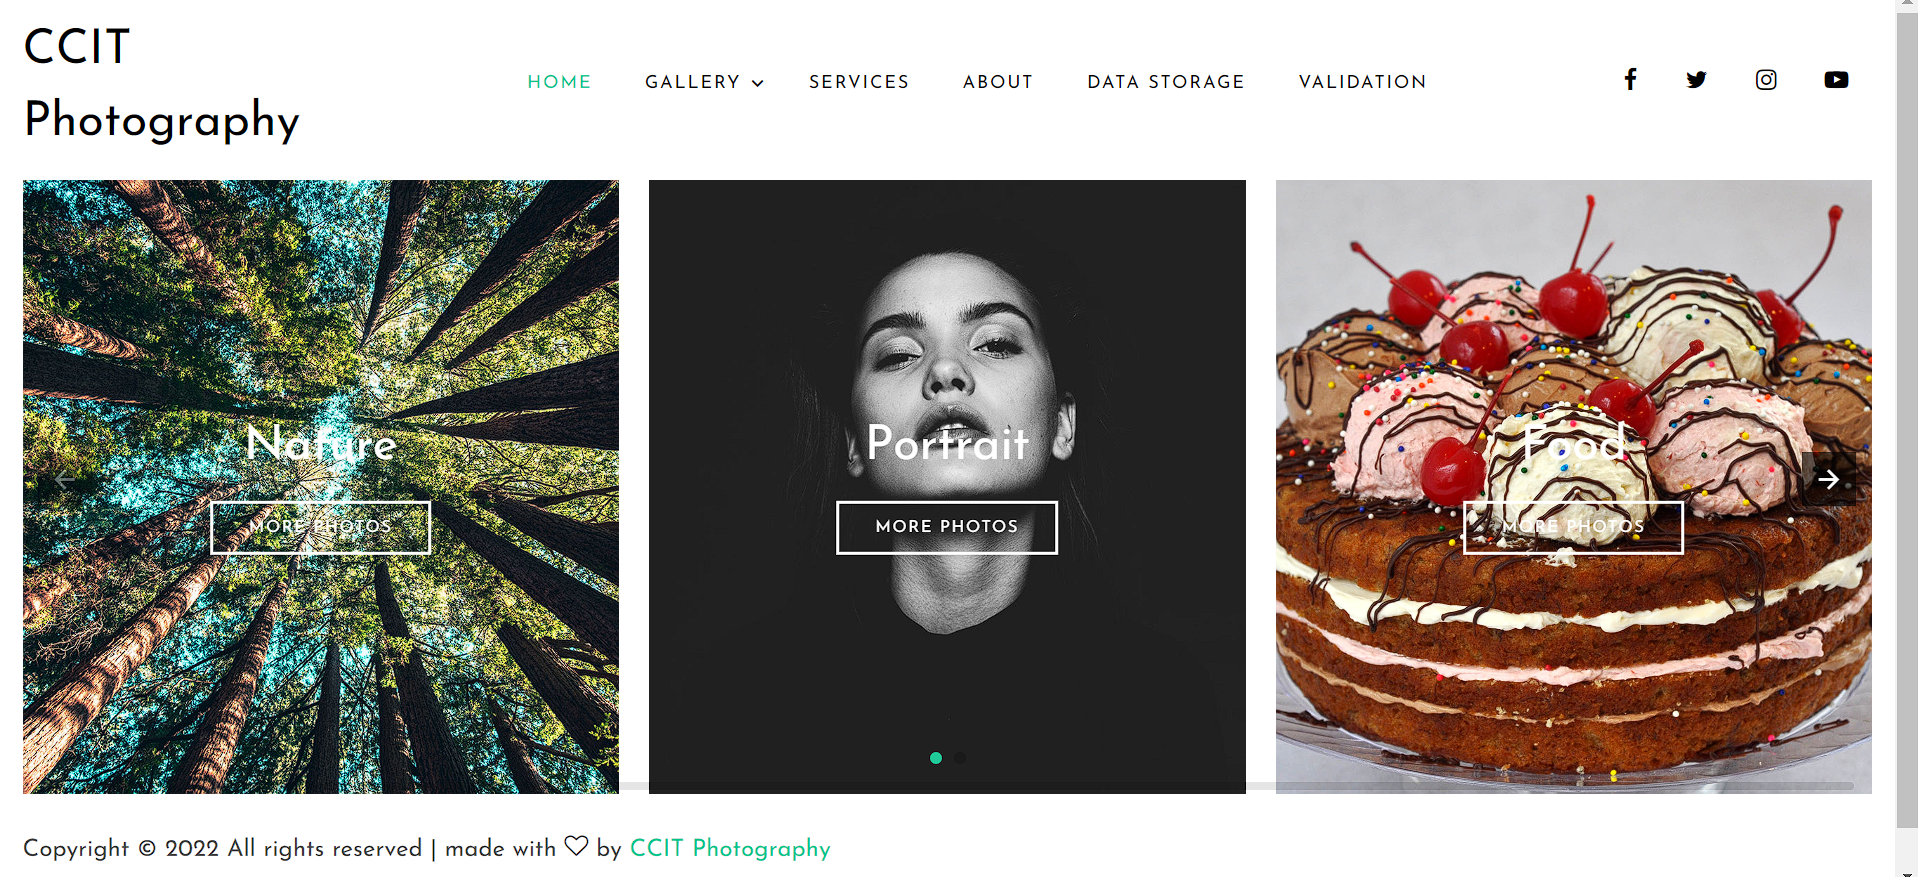 CCIT
Photography
HOME GALLERY SERVICES ABOUT DATA STORAGE VALIDATION
Nature
MORE PHOTOS
Portrait
MORE PHOTOS
Food
MORE PHOTOS
Copyright © 2022 All rights reserved | made with ♡ by CCIT Photography